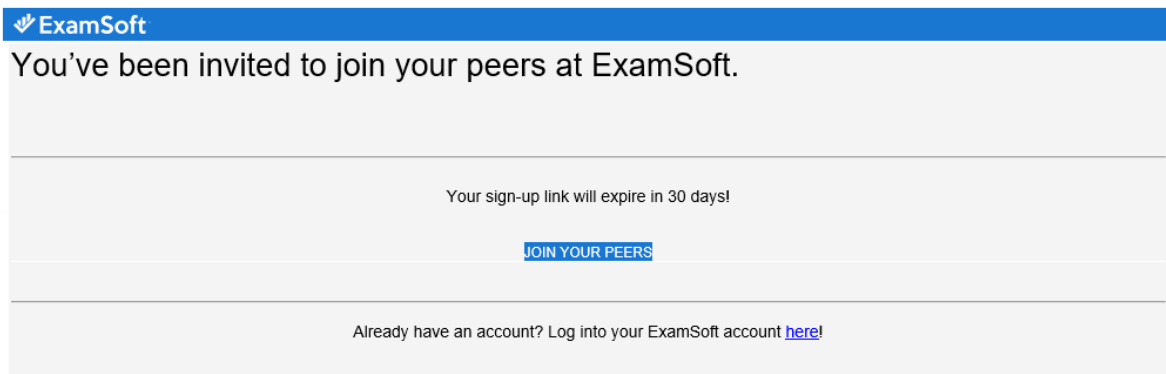 ExamSoft
You’ve been invited to join your peers at ExamSoft.
Your sign-up link will expire in 30 days!
JOIN YOUR PEERS
Already have an account? Log into your ExamSoft account here!